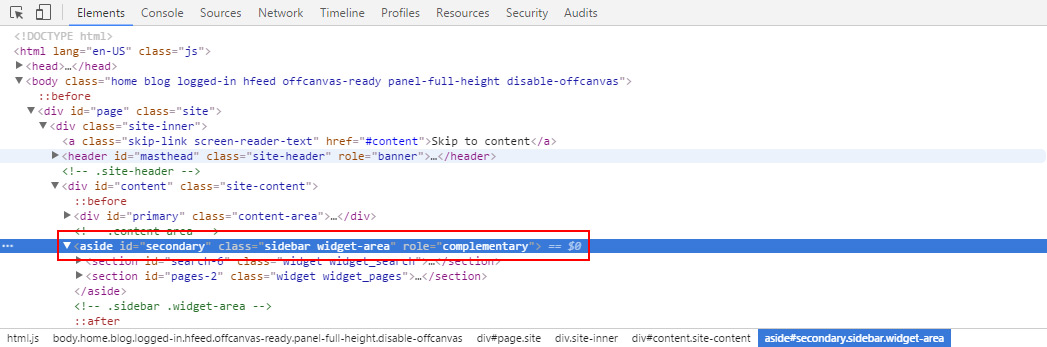 Elements Console Sources Network Timeline Profiles Resources Security Audits
<!DOCTYPE html>
<html lang="en-US" class="js">
<head>…</head>
<body class="home blog logged-in hfeed offcanvas-ready panel-full-height disable-offcanvas">
::before
<div id="page" class="site">
<div class="site-inner">
<a class="skip-link screen-reader-text" href="#content">Skip to content</a>
<header id="masthead" class="site-header" role="banner">…</header>
<!-- .site-header -->
<div id="content" class="site-content">
::before
<div id="primary" class="content-area">…</div>
<!-- .content-area -->
<aside id="secondary" class="sidebar widget-area" role="complementary"> == $0
<section id="search-6" class="widget widget_search">…</section>
<section id="pages-2" class="widget widget_pages">…</section>
</aside>
<!-- .sidebar .widget-area -->
::after
html.js body.home.blog.logged-in.hfeed.offcanvas-ready.panel-full-height.disable-offcanvas div#page.site div.site-inner div#content.site-content aside#secondary.sidebar.widget-area